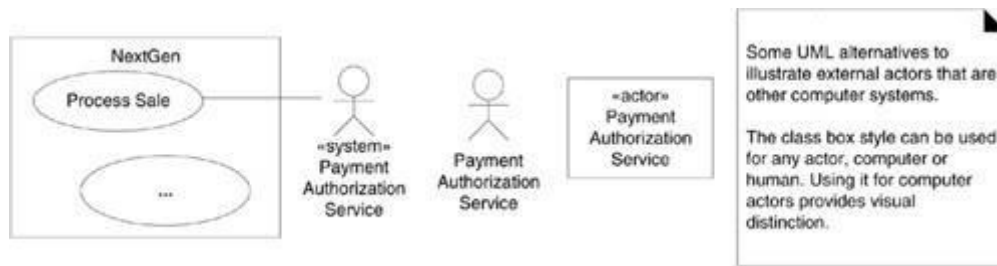 NextGen
Process Sale
...
«system»
Payment
Authorization
Service
Payment
Authorization
Service
«actor»
Payment
Authorization
Service
Some UML alternatives to
illustrate external actors that are
other computer systems.
The class box style can be used
for any actor, computer or
human. Using it for computer
actors provides visual
distinction.